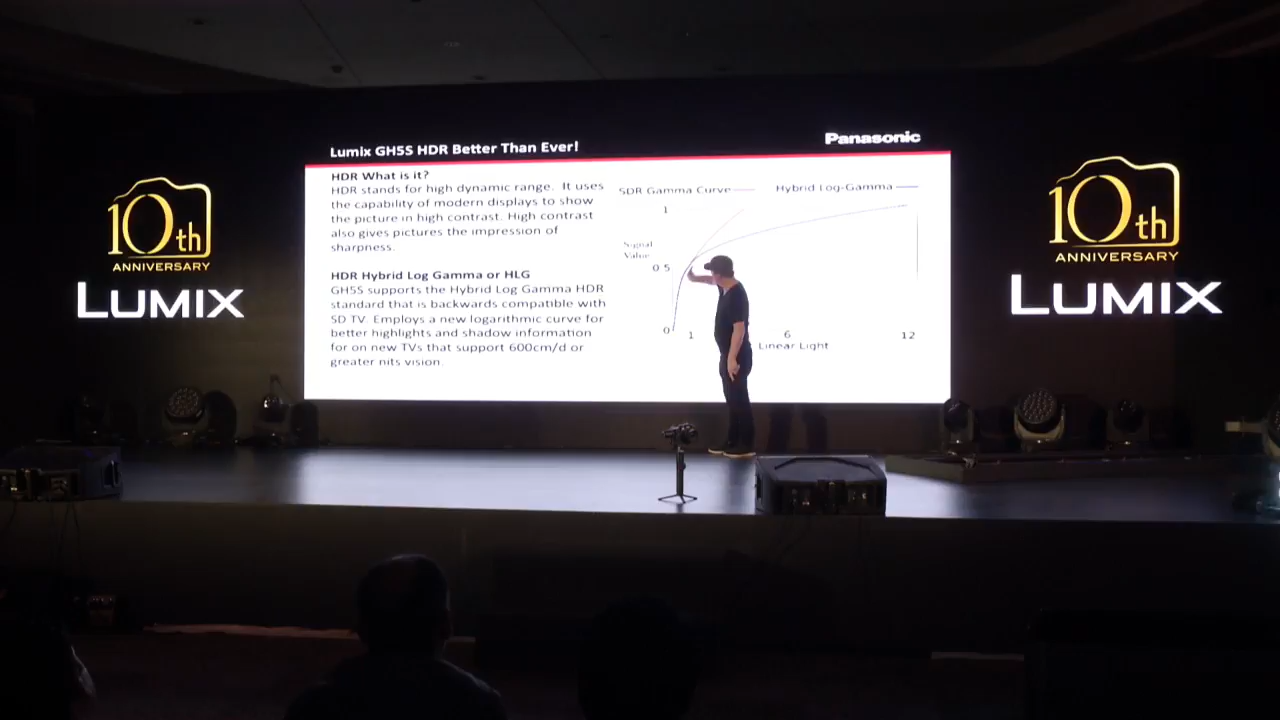 Lumix GH5S HDR Better Than Ever!
Panasonic
HDR What is it?
HDR stands for high dynamic range. It uses
the capability of modern displays to show
the picture in high contrast. High contrast
also gives pictures the impression of
sharpness.
HDR Hybrid Log Gamma or HLG
GH5S supports the Hybrid Log Gamma HDR
standard that is backwards compatible with
SD TV. Employs a new logarithmic curve for
better highlights and shadow information
for on new TVs that support 600cm/d or
greater nits vision.
SDR Gamma Curve
Hybrid Log-Gamma
1
Signal
Value
0 5
0
1
6
12
Linear Light
10th
ANNIVERSARY
LUMIX
10th
ANNIVERSARY
LUMIX